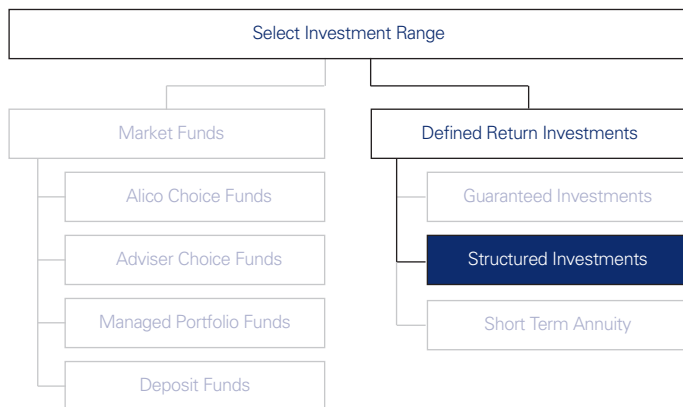 Select Investment Range
Market Funds
Alico Choice Funds
Adviser Choice Funds
Managed Portfolio Funds
Deposit Funds
Defined Return Investments
Guaranteed Investments
Structured Investments
Short Term Annuity